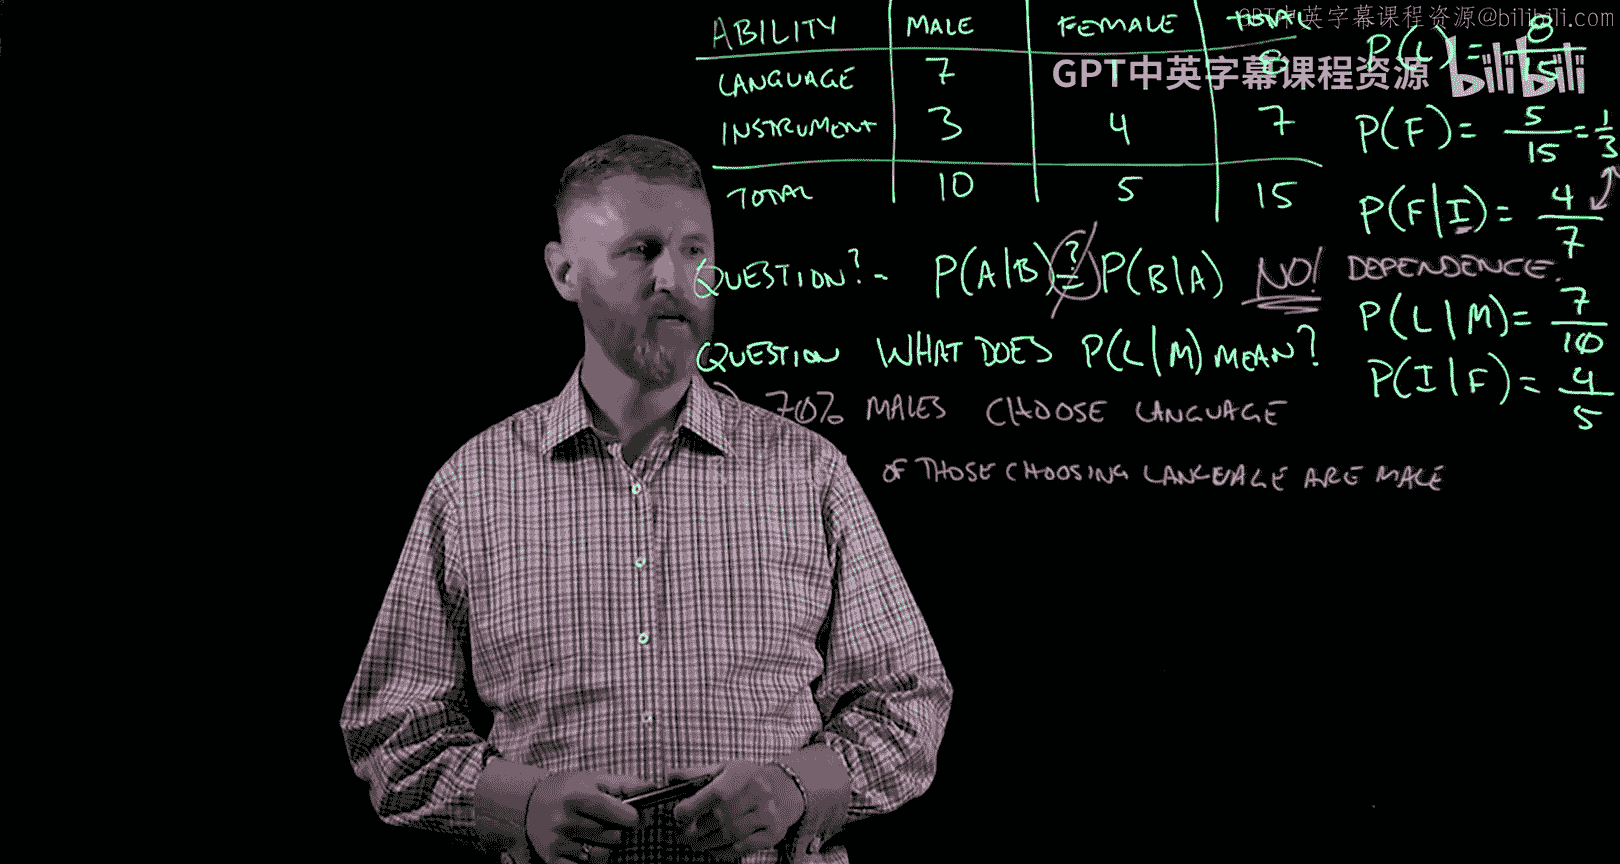 GPT中英字幕课程资源@bilibili.com
GPT中英字幕课程资源 bilibili
ABILITY MALE FEMALE TOTAL
LANGUAGE 7 1 8
INSTRUMENT 3 4 7
TOTAL 10 5 15
P(L) = 8/15
P(F) = 5/15 = 1/3
P(F|I) = 4/7
QUESTION? - P(A|B) ?= P(B|A) NO! DEPENDENCE.
P(L|M) = 7/10
QUESTION WHAT DOES P(L|M) MEAN?
P(I|F) = 4/5
70% MALES CHOOSE LANGUAGE
OF THOSE CHOOSING LANGUAGE ARE MALE